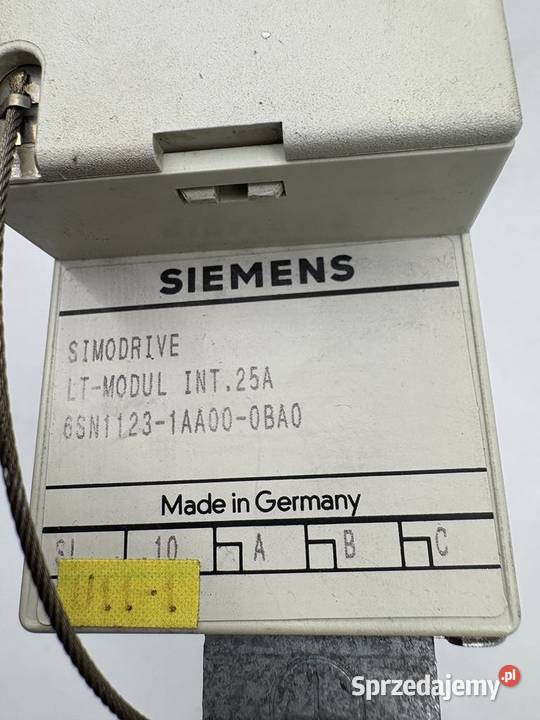 SIEMENS
SIMODRIVE
LT-MODUL INT.25A
6SN1123-1AA00-0BA0
Made in Germany
10 A B C
Sprzedajemy.pl